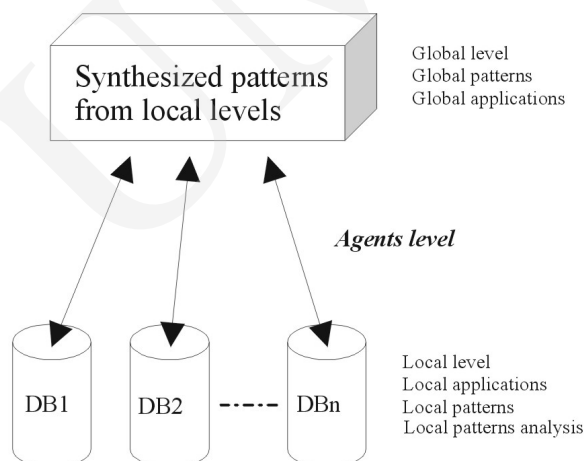 Synthesized patterns
from local levels
Global level
Global patterns
Global applications
Agents level
DB1
DB2
DBn
Local level
Local applications
Local patterns
Local patterns analysis